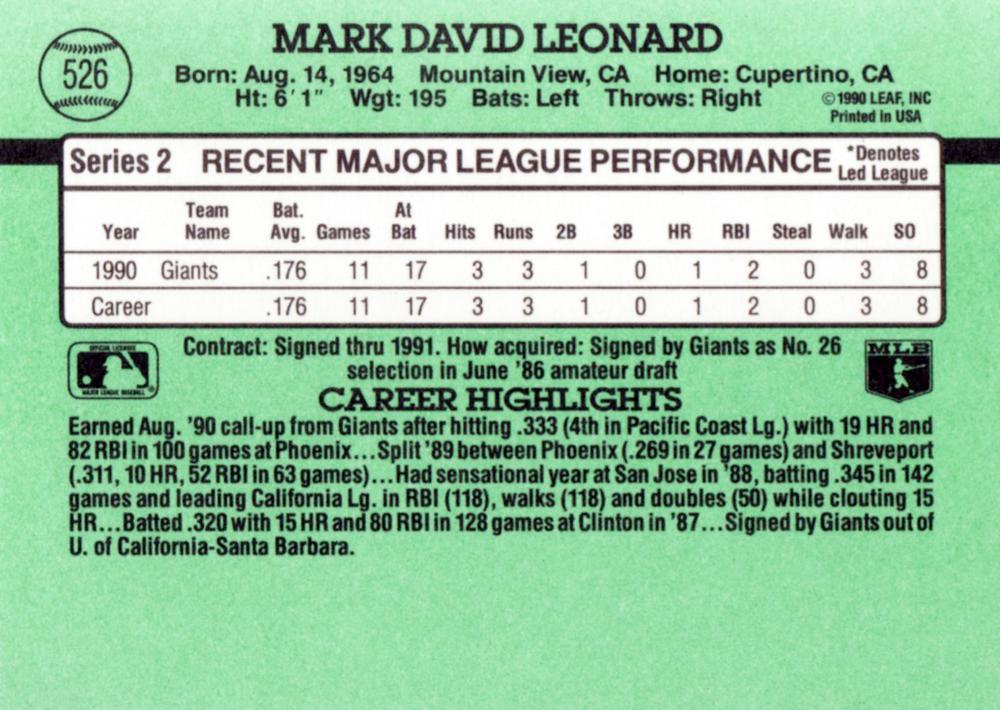 526
MARK DAVID LEONARD
Born: Aug. 14, 1964 Mountain View, CA Home: Cupertino, CA
Ht: 6' 1" Wgt: 195 Bats: Left Throws: Right
©1990 LEAF, INC
Printed in USA
Series 2 RECENT MAJOR LEAGUE PERFORMANCE *Denotes Led League
Year Team Name Bat. Avg. Games At Bat Hits Runs 2B 3B HR RBI Steal Walk SO
1990 Giants .176 11 17 3 3 1 0 1 2 0 3 8
Career .176 11 17 3 3 1 0 1 2 0 3 8
OFFICIAL LICENSEE
MAJOR LEAGUE BASEBALL
®
Contract: Signed thru 1991. How acquired: Signed by Giants as No. 26
selection in June '86 amateur draft
MLB
CAREER HIGHLIGHTS
Earned Aug. '90 call-up from Giants after hitting .333 (4th in Pacific Coast Lg.) with 19 HR and
82 RBI in 100 games at Phoenix...Split '89 between Phoenix (.269 in 27 games) and Shreveport
(.311, 10 HR, 52 RBI in 63 games)...Had sensational year at San Jose in '88, batting .345 in 142
games and leading California Lg. in RBI (118), walks (118) and doubles (50) while clouting 15
HR...Batted .320 with 15 HR and 80 RBI in 128 games at Clinton in '87...Signed by Giants out of
U. of California-Santa Barbara.